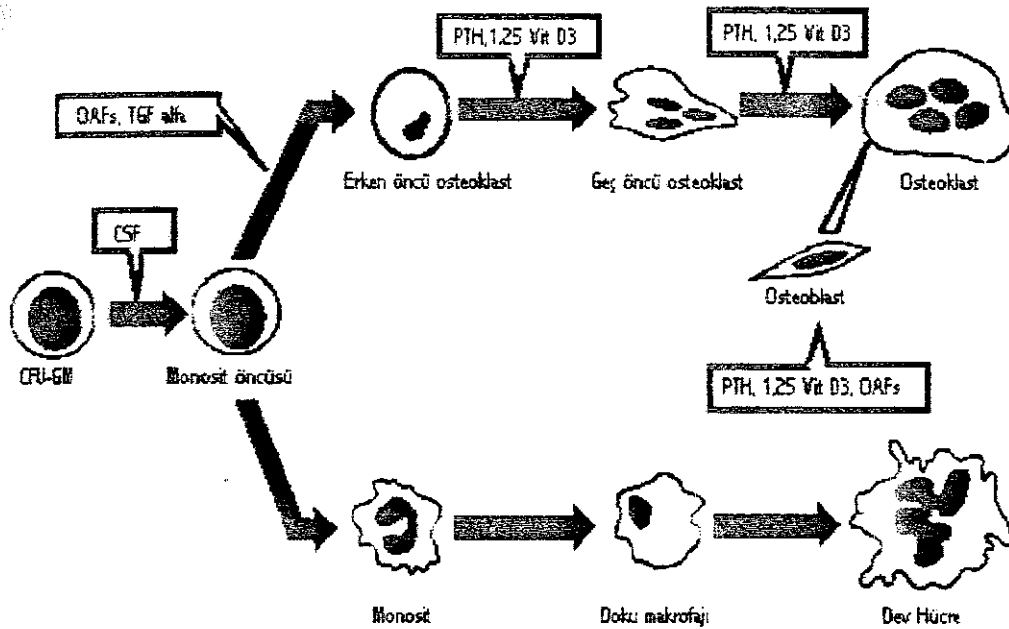 PTH,1,25 Vit D3
PTH, 1,25 Vit D3
OAFs, TGF alfa
Erken öncü osteoklast
Geç öncü osteoklast
Osteoklast
CSF
Osteoblast
CFU-GM
Monosit öncüsü
PTH, 1,25 Vit D3, OAFs
Monosit
Doku makrofajı
Dev Hücre